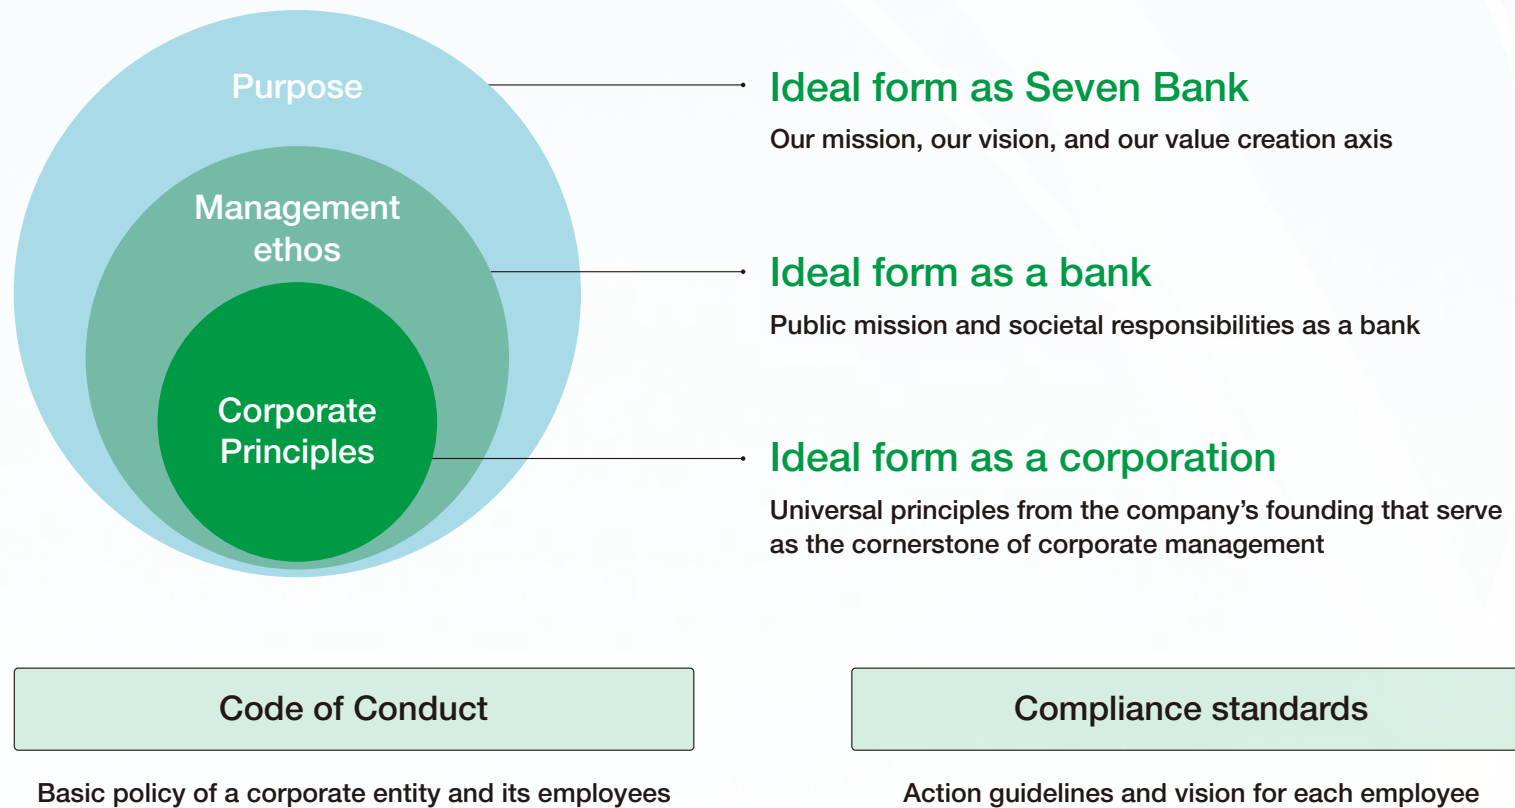 Purpose
Management
ethos
Corporate
Principles
Ideal form as Seven Bank
Our mission, our vision, and our value creation axis
Ideal form as a bank
Public mission and societal responsibilities as a bank
Ideal form as a corporation
Universal principles from the company’s founding that serve
as the cornerstone of corporate management
Code of Conduct
Basic policy of a corporate entity and its employees
Compliance standards
Action guidelines and vision for each employee